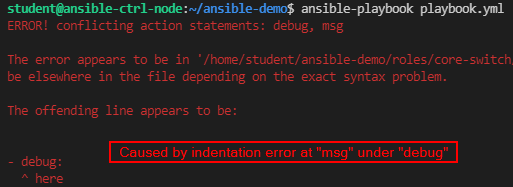 student@ansible-ctrl-node:~/ansible-demo$ ansible-playbook playbook.yml
ERROR! conflicting action statements: debug, msg
The error appears to be in '/home/student/ansible-demo/roles/core-switch
be elsewhere in the file depending on the exact syntax problem.
The offending line appears to be:
Caused by indentation error at "msg" under "debug"
- debug:
^ here